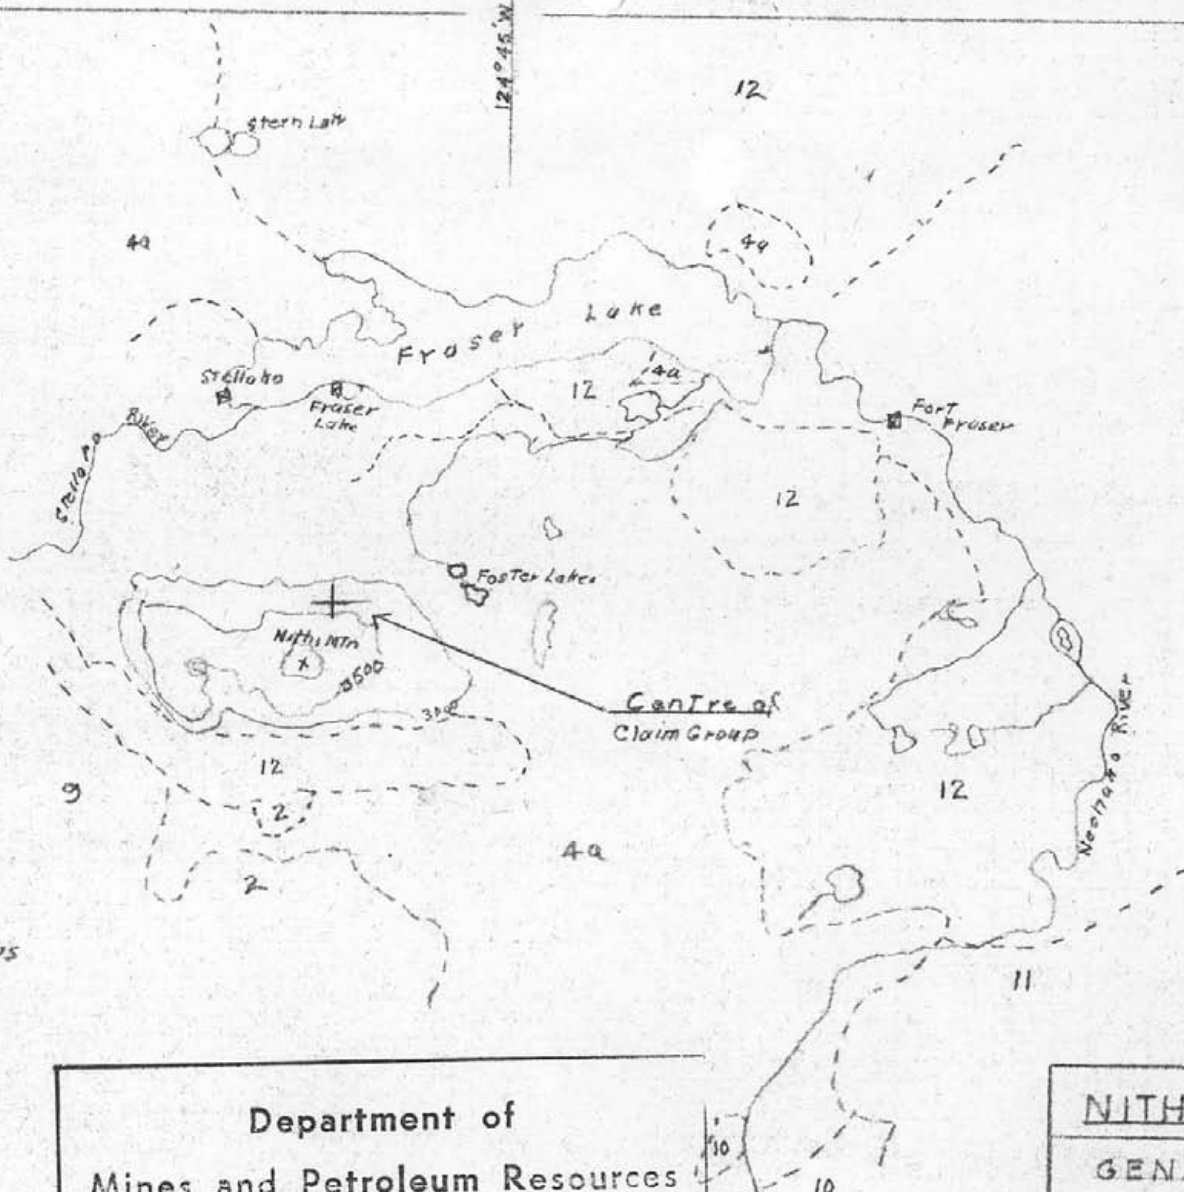 124°45'W
12
Stern Lake
4a
4a
Lake
Fraser
4a
12
Stellako
Fraser
Lake
Fort
Fraser
River
Stellako
12
Foster Lakes
Nithi MTn
x
3500
3000
Centre of
Claim Group
River
12
9
12
2
4a
2
11
Department of
Mines and Petroleum Resources
NITH
GEN
10
10